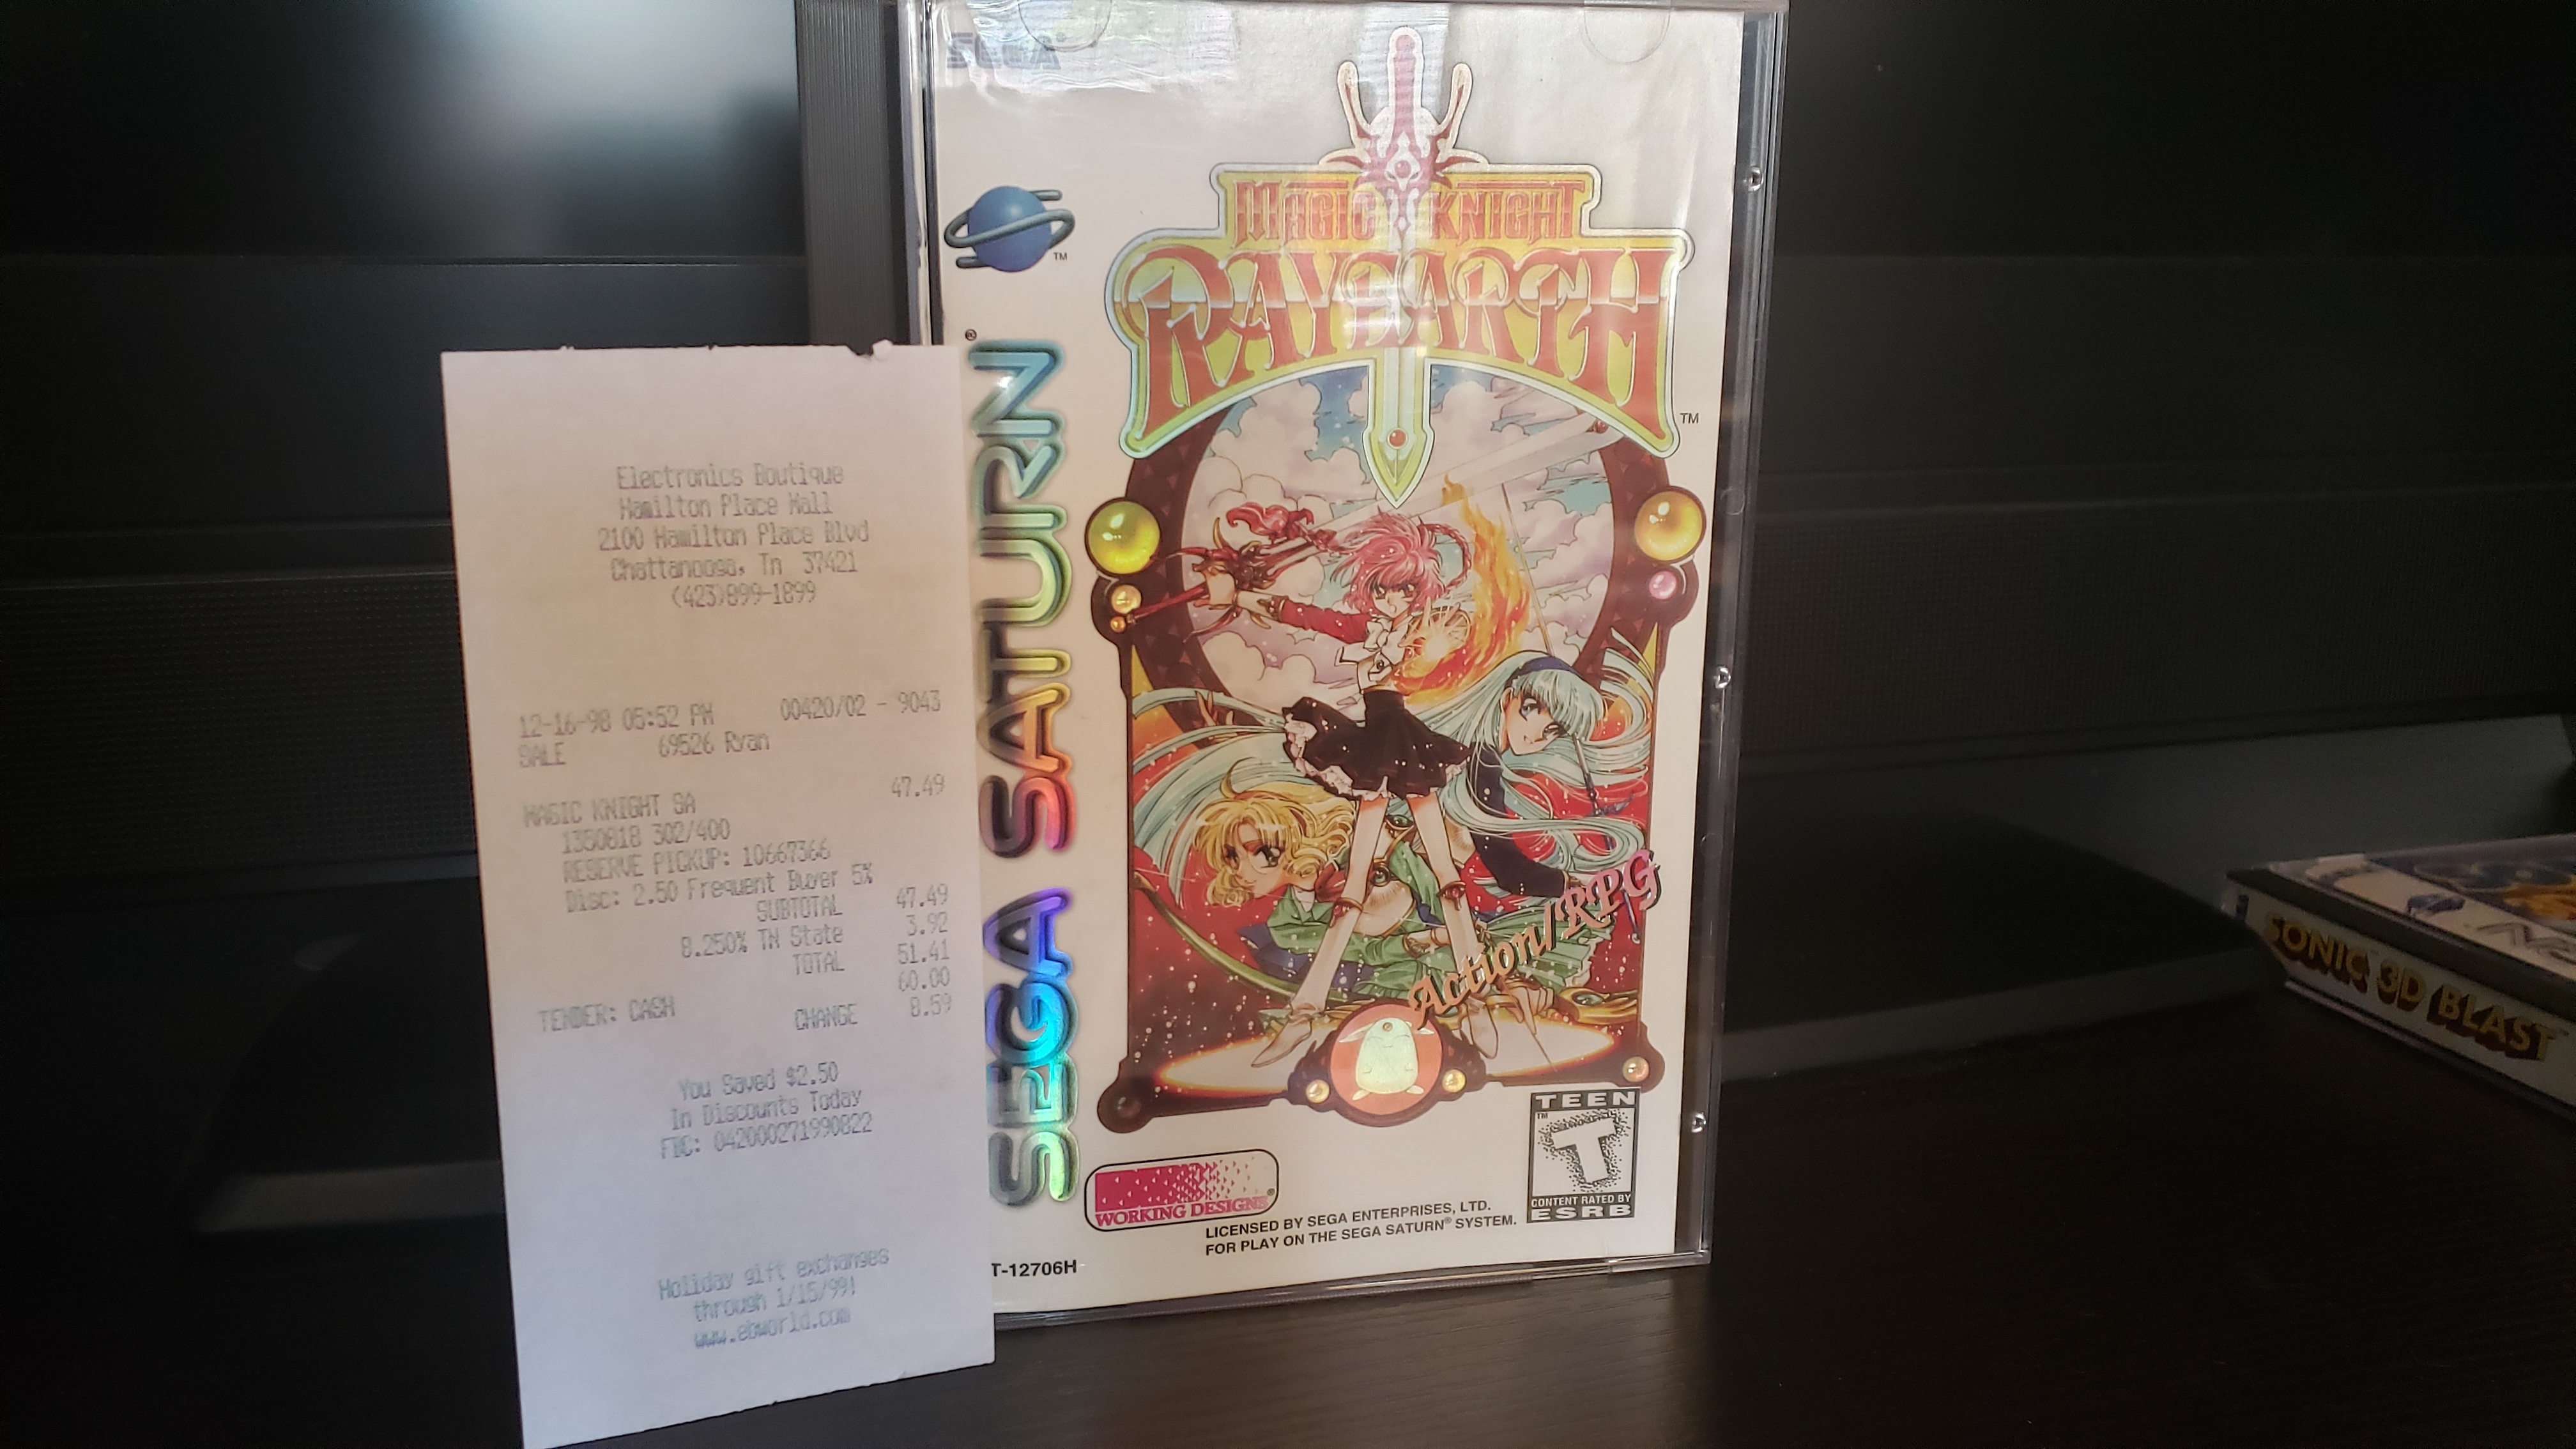 Electronics Boutique
Hamilton Place Mall
2100 Hamilton Place Blvd
Chattanooga, Tn 37421
(423)899-1899
12-16-98 05:52 PM 00420/02 - 9043
SALE 69526 Ryan
MAGIC KNIGHT SA 47.49
1350818 302/400
RESERVE PICKUP: 10667366
Disc: 2.50 Frequent Buyer 5%
SUBTOTAL 47.49
8.250% TN State 3.92
TOTAL 51.41
TENDER: CASH 60.00
CHANGE 8.59
You Saved $2.50
In Discounts Today
FBC: 042000271990822
Holiday gift exchanges
through 1/15/99!
www.ebworld.com
SEGA
TM
SEGA SATURN®
MAGIC KNIGHT
RAYEARTH
TM
Action/RPG
WORKING DESIGNS®
LICENSED BY SEGA ENTERPRISES, LTD.
FOR PLAY ON THE SEGA SATURN® SYSTEM.
T-12706H
TEEN
TM
T
CONTENT RATED BY
ESRB
SONIC 3D BLAST